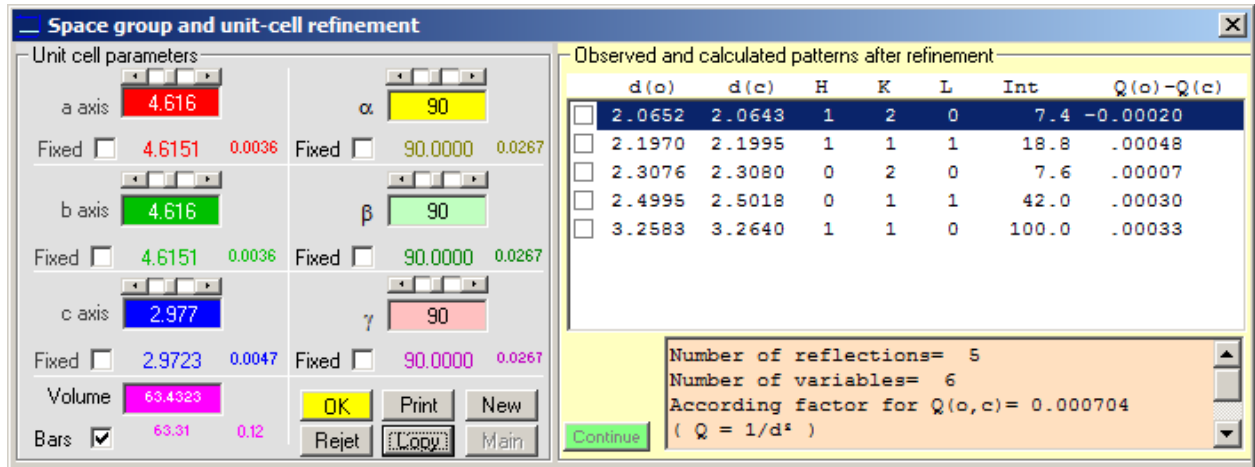 Space group and unit-cell refinement
Unit cell parameters
a axis 4.616 α 90
Fixed 4.6151 0.0036 Fixed 90.0000 0.0267
b axis 4.616 β 90
Fixed 4.6151 0.0036 Fixed 90.0000 0.0267
c axis 2.977 γ 90
Fixed 2.9723 0.0047 Fixed 90.0000 0.0267
Volume 63.4323 OK Print New
Bars 63.31 0.12 Rejet Copy Main
Observed and calculated patterns after refinement
d(o) d(c) H K L Int Q(o)-Q(c)
2.0652 2.0643 1 2 0 7.4 -0.00020
2.1970 2.1995 1 1 1 18.8 .00048
2.3076 2.3080 0 2 0 7.6 .00007
2.4995 2.5018 0 1 1 42.0 .00030
3.2583 3.2640 1 1 0 100.0 .00033
Number of reflections= 5
Number of variables= 6
According factor for Q(o,c)= 0.000704
( Q = 1/d² )
Continue